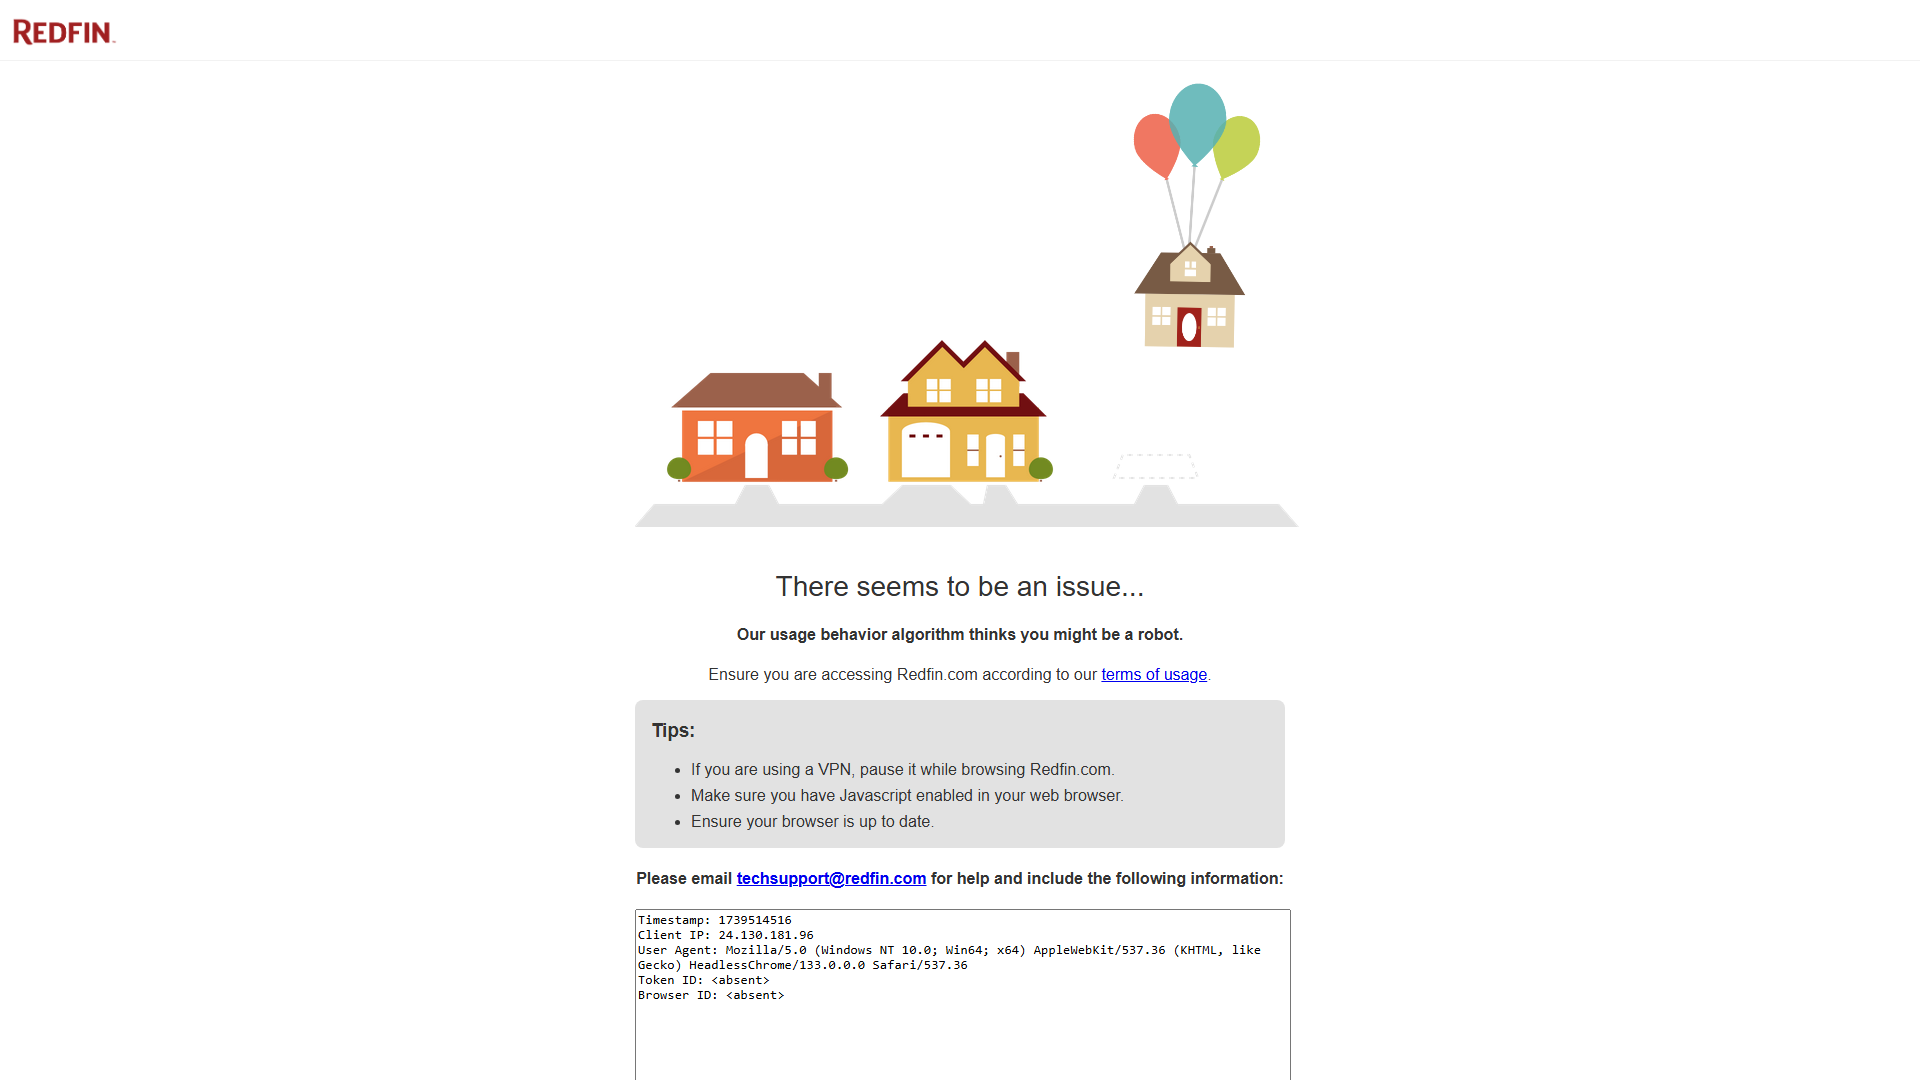 REDFIN
There seems to be an issue...
Our usage behavior algorithm thinks you might be a robot.
Ensure you are accessing Redfin.com according to our terms of usage.
Tips:
• If you are using a VPN, pause it while browsing Redfin.com.
• Make sure you have Javascript enabled in your web browser.
• Ensure your browser is up to date.
Please email techsupport@redfin.com for help and include the following information:
Timestamp: 1739514516
Client IP: 24.130.181.96
User Agent: Mozilla/5.0 (Windows NT 10.0; Win64; x64) AppleWebKit/537.36 (KHTML, like
Gecko) HeadlessChrome/133.0.0.0 Safari/537.36
Token ID: <absent>
Browser ID: <absent>